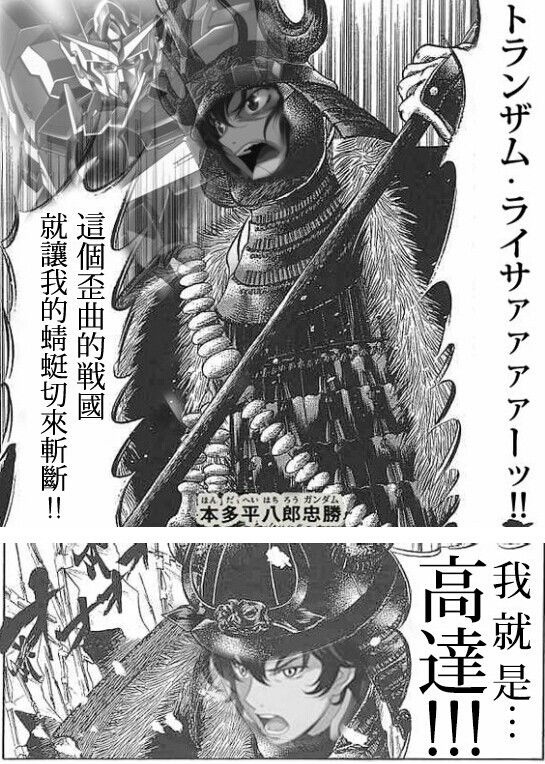 トランザム・ライサァァァァーッ!!
這個歪曲的戦國
就讓我的蜻蜓切來斬斷!!
ほんだ へいはちろう ガンダム
本多平八郎忠勝
我就是…
高達!!!